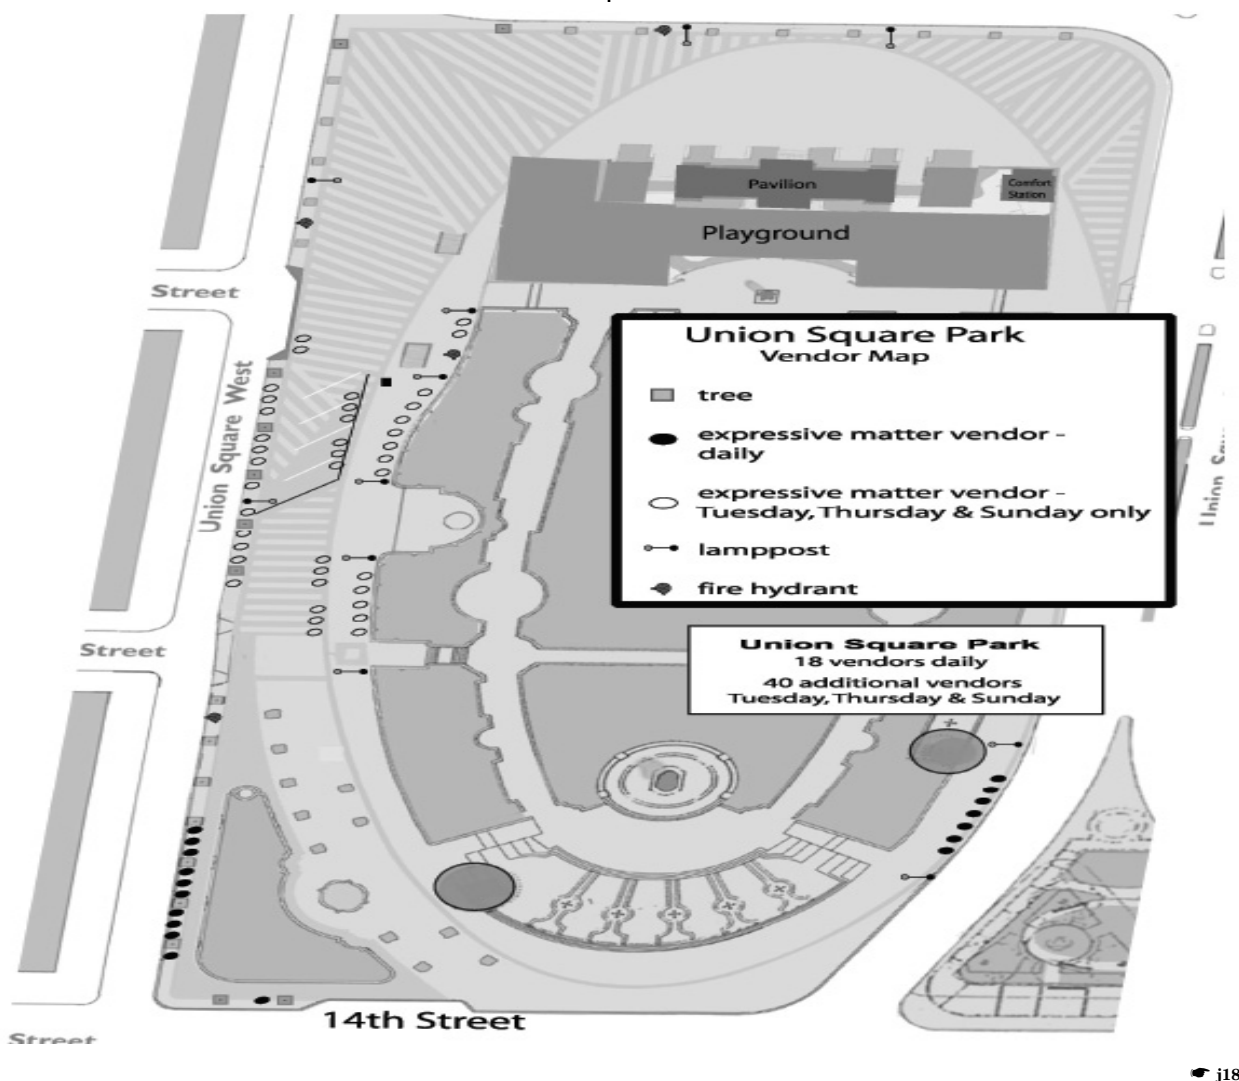 Pavilion
Comfort
Station
Playground
Street
Union Square Park
Vendor Map
tree
expressive matter vendor -
daily
expressive matter vendor -
Tuesday, Thursday & Sunday only
lamppost
fire hydrant
Union Square West
Street
Union Square Park
18 vendors daily
40 additional vendors
Tuesday, Thursday & Sunday
14th Street
Street
☛ j18